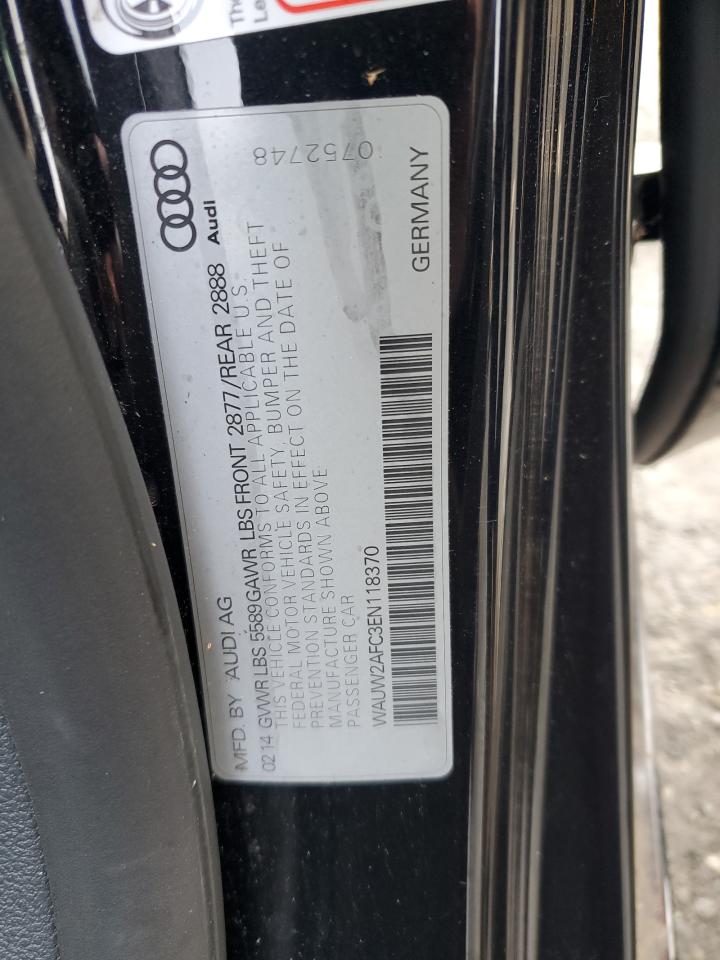 Th
Le
Audi
0752748
MFD. BY AUDI AG
02 14 GVWR LBS 5589 GAWR LBS FRONT 2877/REAR 2888
THIS VEHICLE CONFORMS TO ALL APPLICABLE U.S.
FEDERAL MOTOR VEHICLE SAFETY, BUMPER AND THEFT
PREVENTION STANDARDS IN EFFECT ON THE DATE OF
MANUFACTURE SHOWN ABOVE
PASSENGER CAR
WAUW2AFC3EN118370
GERMANY